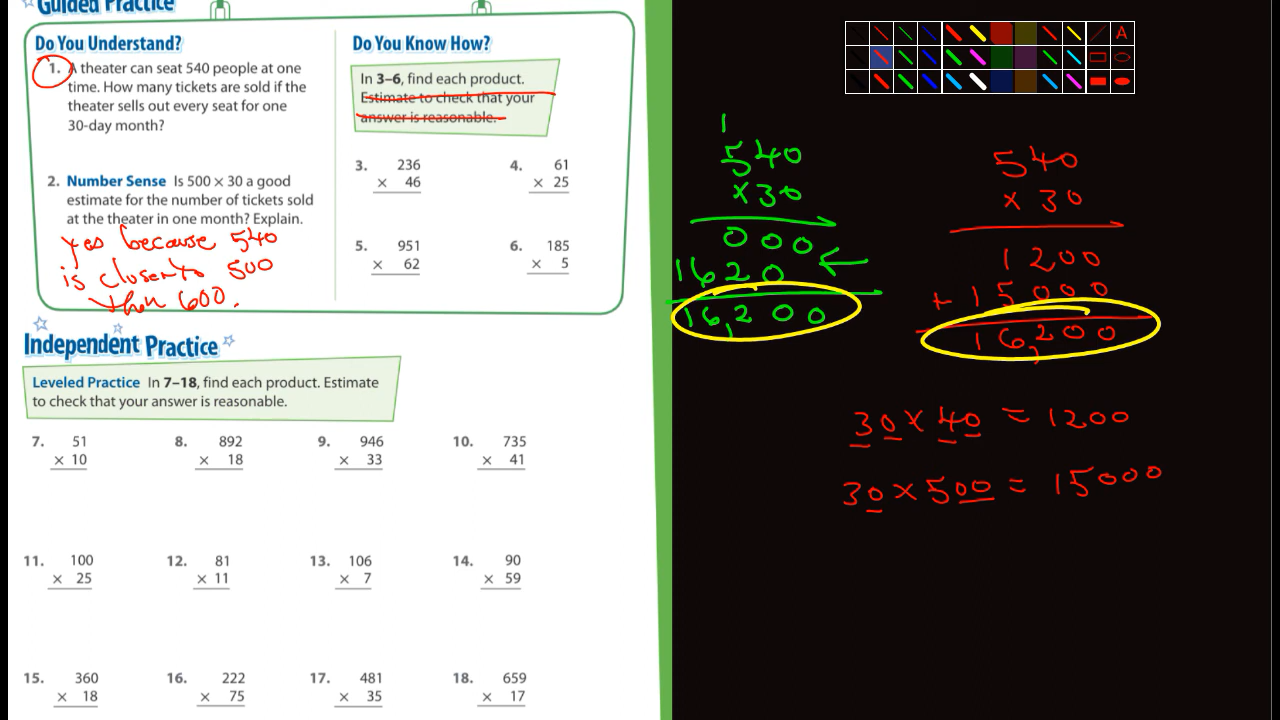 Guided Practice
Do You Understand?
1. A theater can seat 540 people at one
time. How many tickets are sold if the
theater sells out every seat for one
30-day month?
2. Number Sense Is 500 × 30 a good
estimate for the number of tickets sold
at the theater in one month? Explain.
Yes because 540
is closer to 500
then 600.
Do You Know How?
In 3–6, find each product.
Estimate to check that your
answer is reasonable.
3. 236
× 46
4. 61
× 25
5. 951
× 62
6. 185
× 5
Independent Practice
Leveled Practice In 7–18, find each product. Estimate
to check that your answer is reasonable.
7. 51
× 10
8. 892
× 18
9. 946
× 33
10. 735
× 41
11. 100
× 25
12. 81
× 11
13. 106
× 7
14. 90
× 59
15. 360
× 18
16. 222
× 75
17. 481
× 35
18. 659
× 17
A
1
540
×30
000
1620
16,200
540
× 30
1200
+ 15000
16,200
30 × 40 = 1200
30 × 500 = 15000